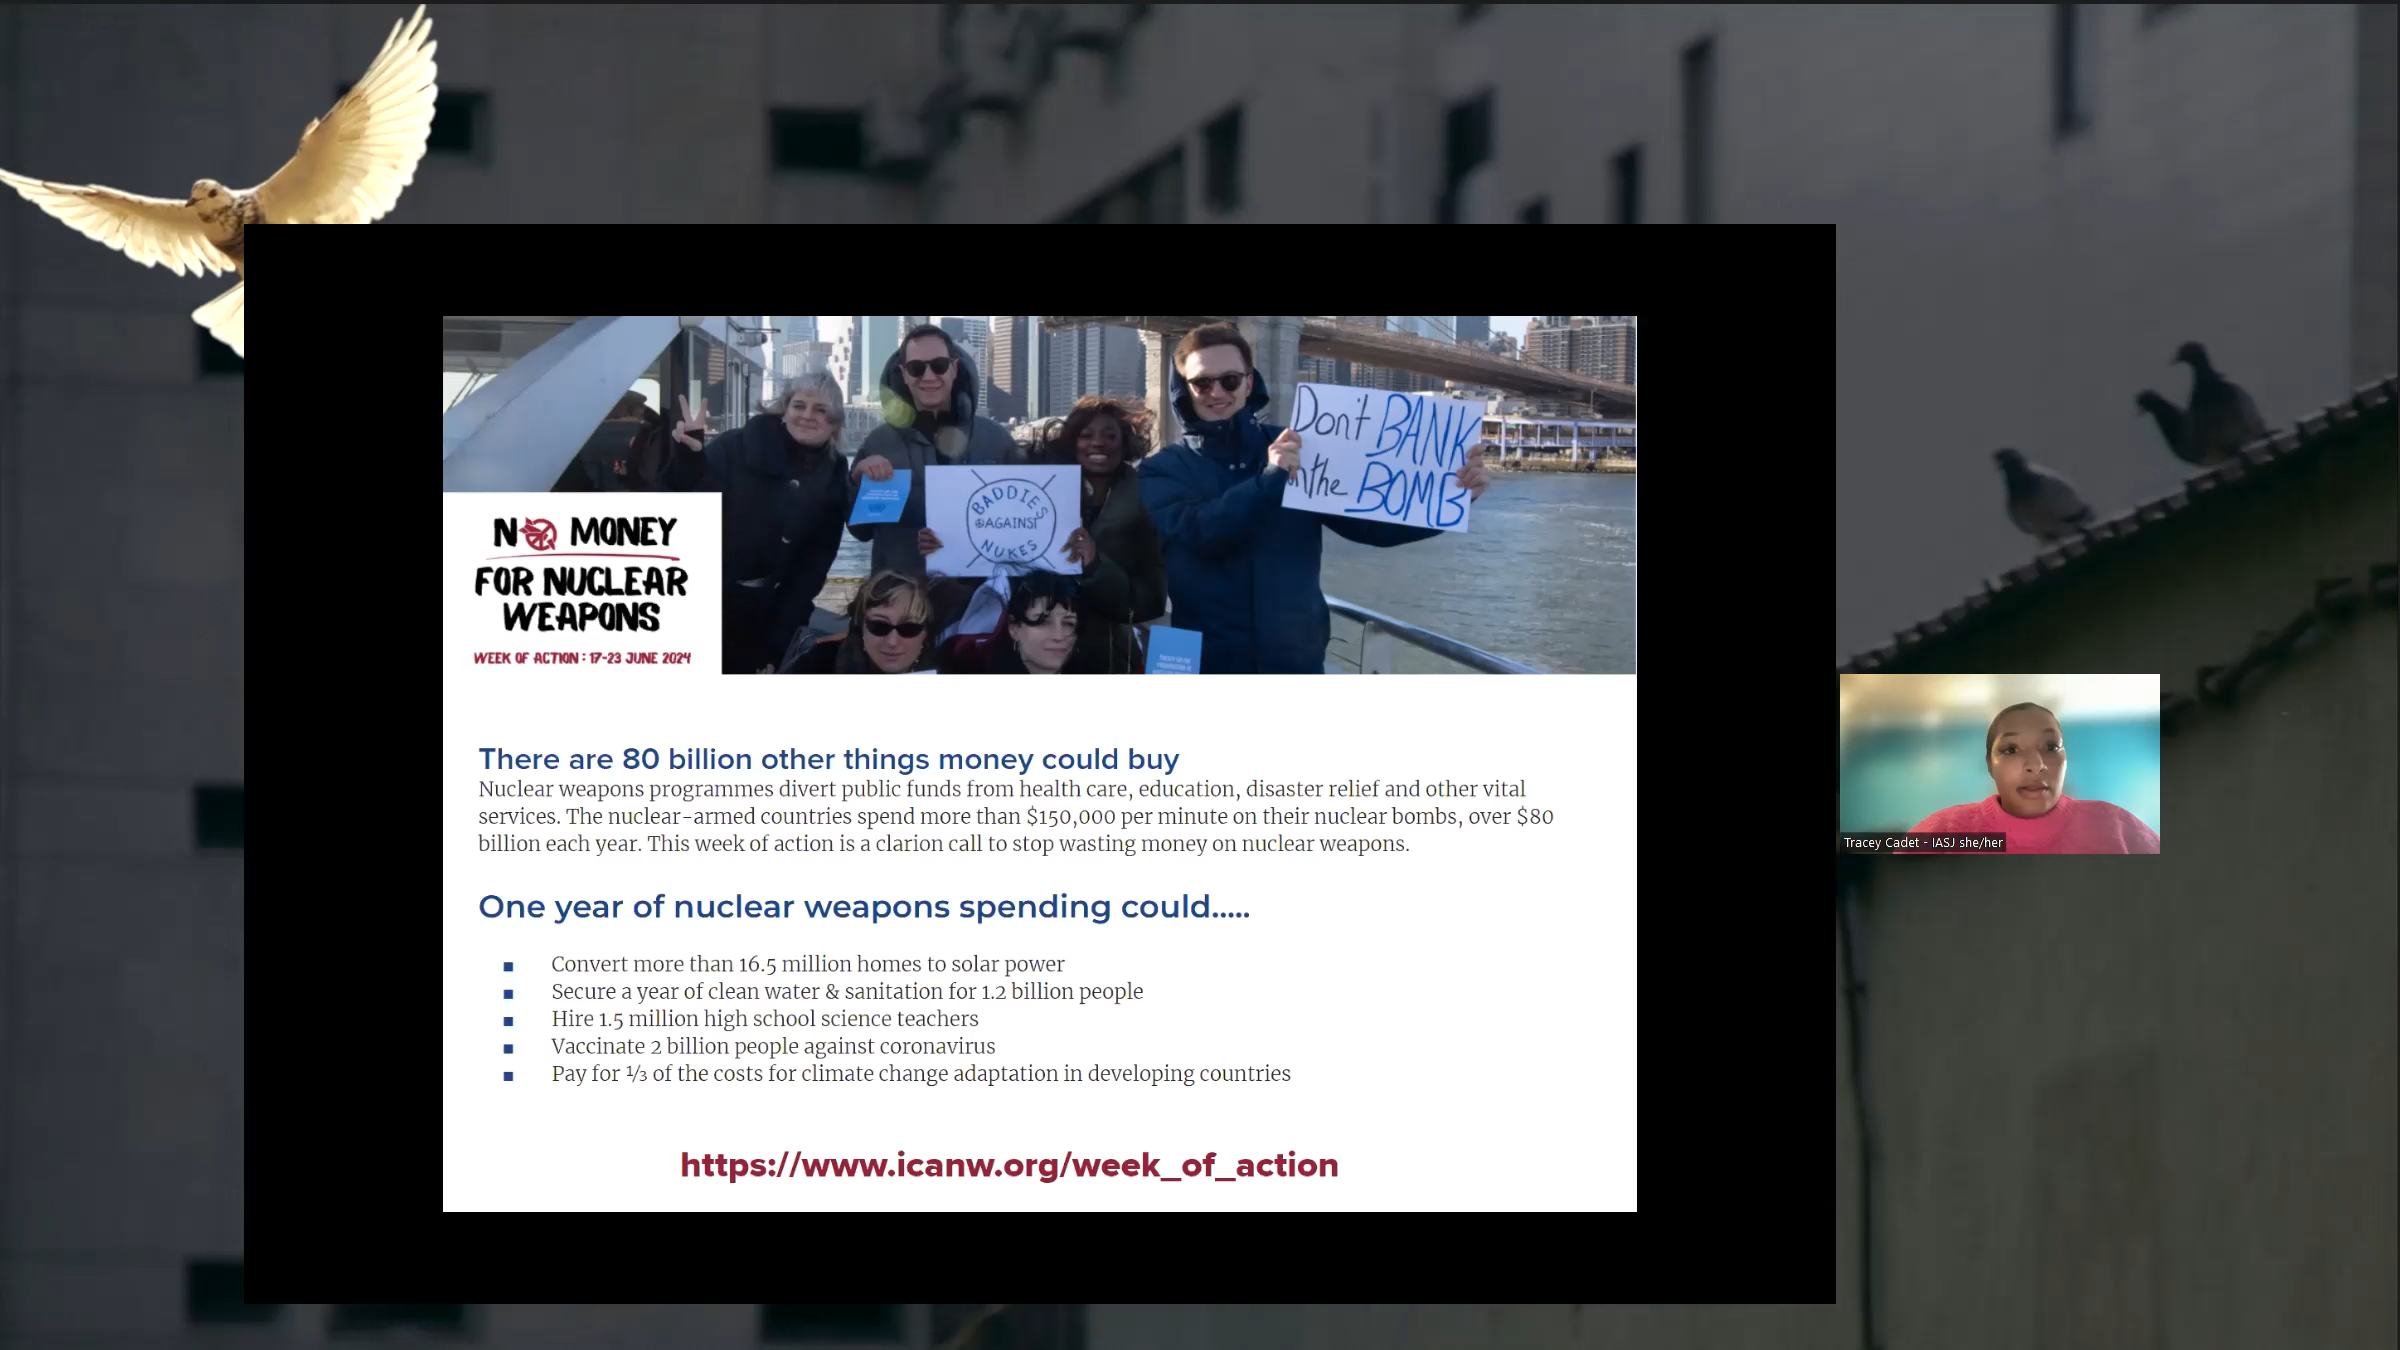 Don't BANK
on the BOMB
BADDIES
AGAINST
NUKES
NO MONEY
FOR NUCLEAR
WEAPONS
WEEK OF ACTION : 17-23 JUNE 2024
There are 80 billion other things money could buy
Nuclear weapons programmes divert public funds from health care, education, disaster relief and other vital
services. The nuclear-armed countries spend more than $150,000 per minute on their nuclear bombs, over $80
billion each year. This week of action is a clarion call to stop wasting money on nuclear weapons.
One year of nuclear weapons spending could.....
Convert more than 16.5 million homes to solar power
Secure a year of clean water & sanitation for 1.2 billion people
Hire 1.5 million high school science teachers
Vaccinate 2 billion people against coronavirus
Pay for ⅓ of the costs for climate change adaptation in developing countries
https://www.icanw.org/week_of_action
Tracey Cadet - IASJ she/her